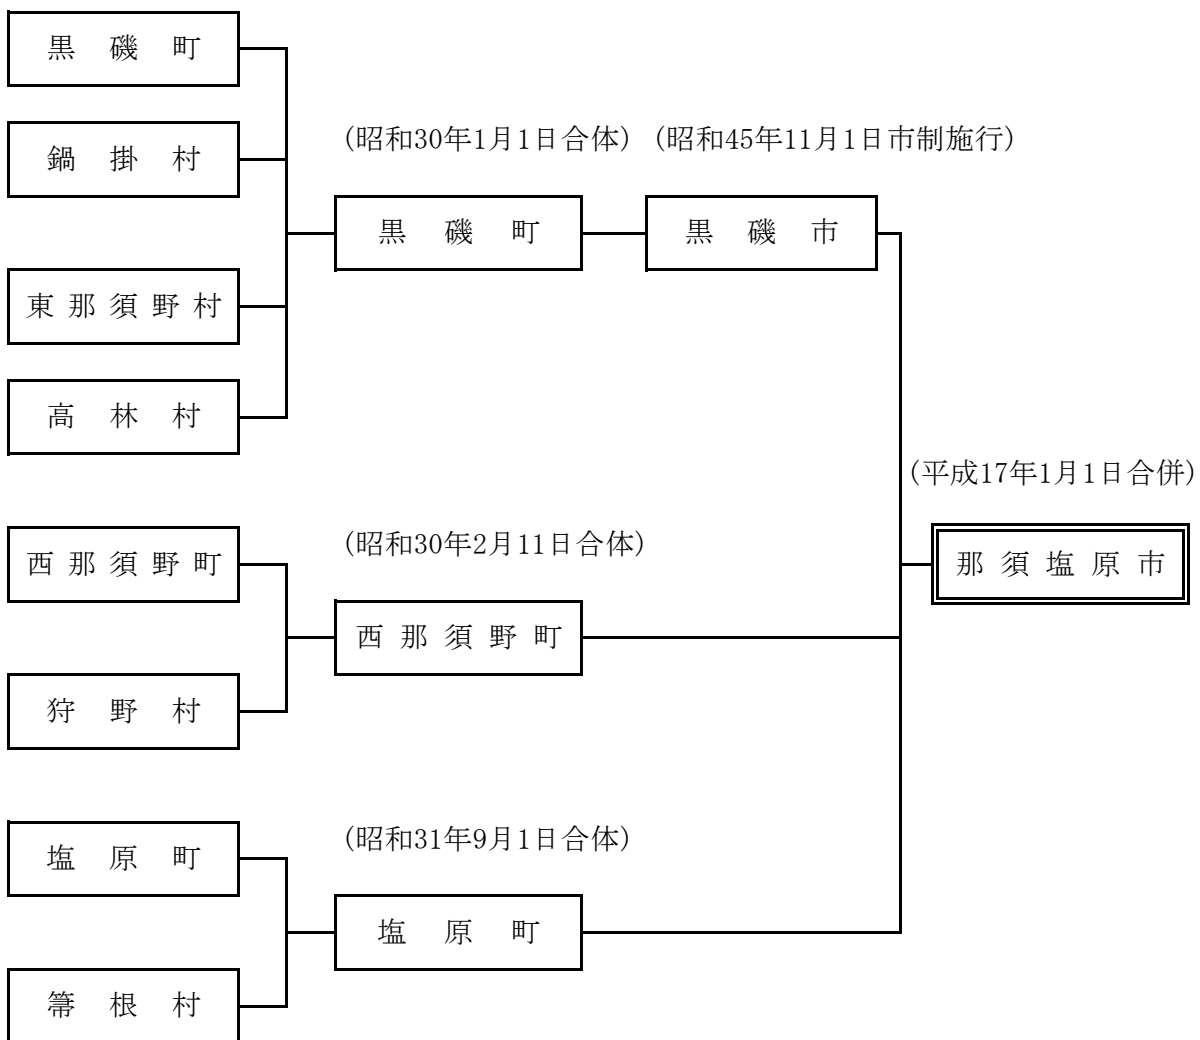 黒磯町
鍋掛村
(昭和30年1月1日合体) (昭和45年11月1日市制施行)
黒磯町
黒磯市
東那須野村
高林村
(平成17年1月1日合併)
西那須野町
(昭和30年2月11日合体)
那須塩原市
西那須野町
狩野村
塩原町
(昭和31年9月1日合体)
塩原町
箒根村